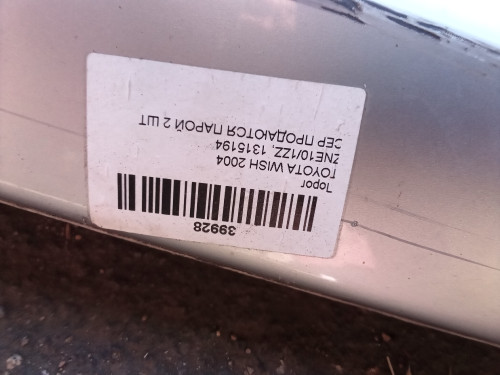 39928
Порог
TOYOTA WISH 2004
ZNE10/1ZZ, 1315194
СЕР ПРОДАЮТСЯ ПАРОЙ 2 ШТ